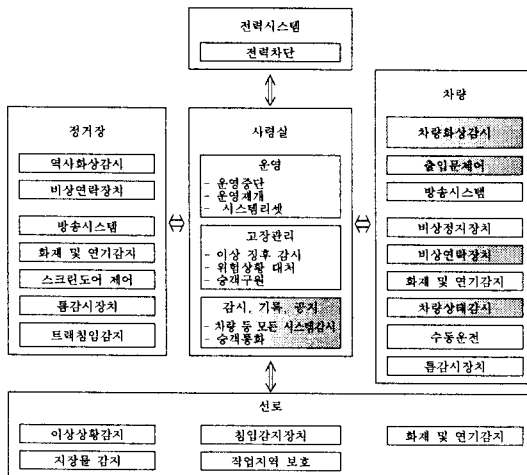 전력시스템
전력차단
정거장
역사화상감시
비상연락장치
방송시스템
화재 및 연기감지
스크린도어 제어
틈감시장치
트랙침입감지
사령실
운영
- 운영중단
- 운영재개
- 시스템리셋
고장관리
- 이상 징후 감시
- 위험상황 대처
- 승객구원
감시, 기록, 공지
- 차량 등 모든 시스템감시
- 승객통화
차량
차량화상감시
출입문제어
방송시스템
비상정지장치
비상연락장치
화재 및 연기감지
차량상태감시
수동운전
틈감시장치
선로
이상상황감지
침입감지장치
화재 및 연기감지
지장물 감지
작업지역 보호